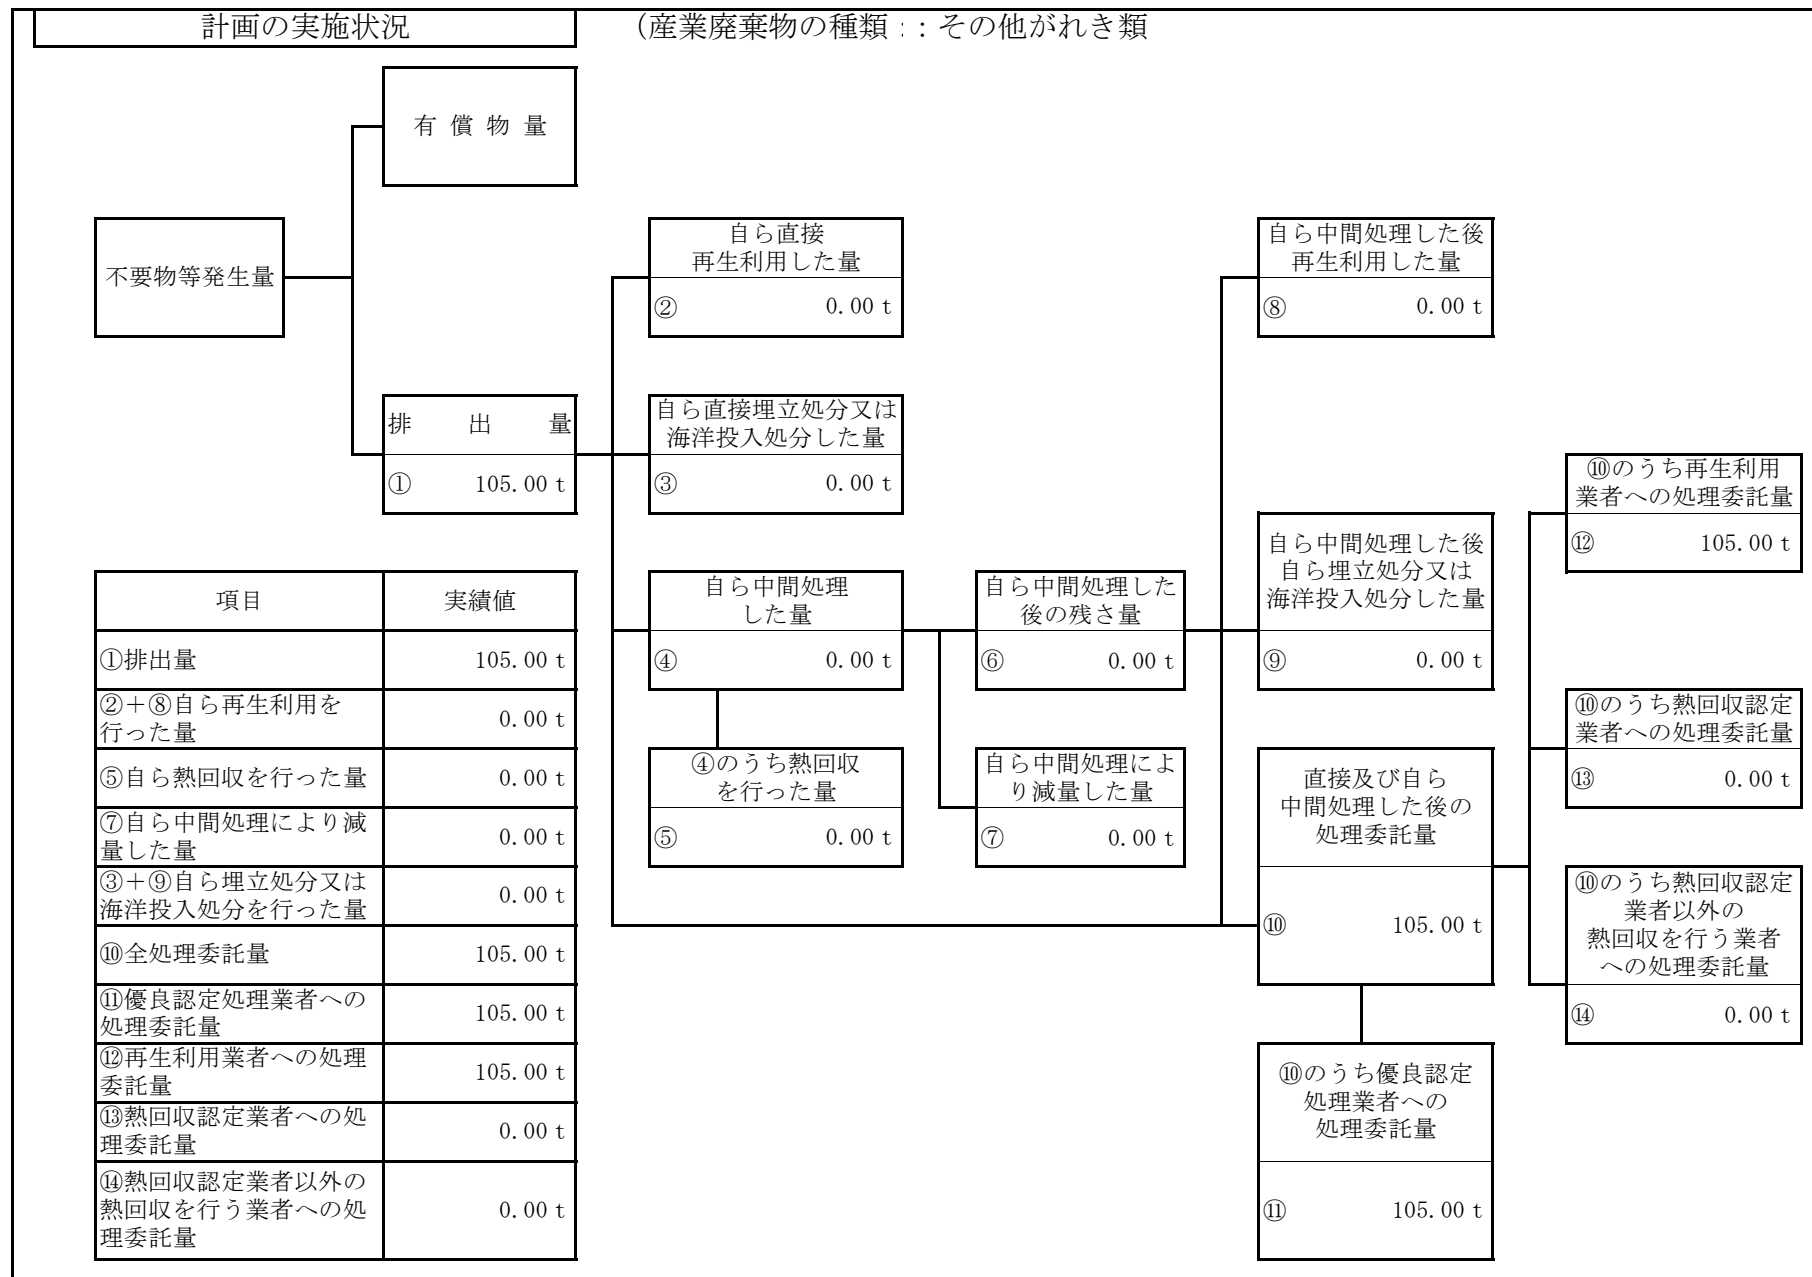 計画の実施状況
（産業廃棄物の種類：：その他がれき類
有 償 物 量
不要物等発生量
排 出 量
① 105.00 t
自ら直接
再生利用した量
② 0.00 t
自ら直接埋立処分又は
海洋投入処分した量
③ 0.00 t
自ら中間処理
した量
④ 0.00 t
④のうち熱回収
を行った量
⑤ 0.00 t
自ら中間処理した
後の残さ量
⑥ 0.00 t
自ら中間処理によ
り減量した量
⑦ 0.00 t
自ら中間処理した後
再生利用した量
⑧ 0.00 t
自ら中間処理した後
自ら埋立処分又は
海洋投入処分した量
⑨ 0.00 t
直接及び自ら
中間処理した後の
処理委託量
⑩ 105.00 t
⑩のうち優良認定
処理業者への
処理委託量
⑪ 105.00 t
⑩のうち再生利用
業者への処理委託量
⑫ 105.00 t
⑩のうち熱回収認定
業者への処理委託量
⑬ 0.00 t
⑩のうち熱回収認定
業者以外の
熱回収を行う業者
への処理委託量
⑭ 0.00 t
項目 実績値
①排出量 105.00 t
②＋⑧自ら再生利用を
行った量 0.00 t
⑤自ら熱回収を行った量 0.00 t
⑦自ら中間処理により減
量した量 0.00 t
③＋⑨自ら埋立処分又は
海洋投入処分を行った量 0.00 t
⑩全処理委託量 105.00 t
⑪優良認定処理業者への
処理委託量 105.00 t
⑫再生利用業者への処理
委託量 105.00 t
⑬熱回収認定業者への処
理委託量 0.00 t
⑭熱回収認定業者以外の
熱回収を行う業者への処
理委託量 0.00 t